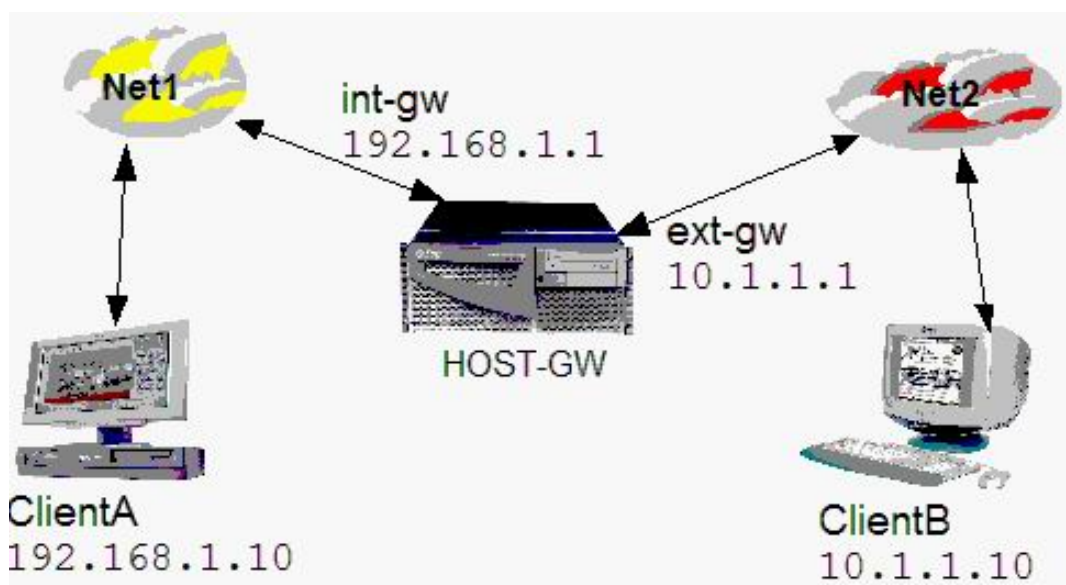 Net1
int-gw
192.168.1.1
Net2
ext-gw
10.1.1.1
HOST-GW
ClientA
192.168.1.10
ClientB
10.1.1.10